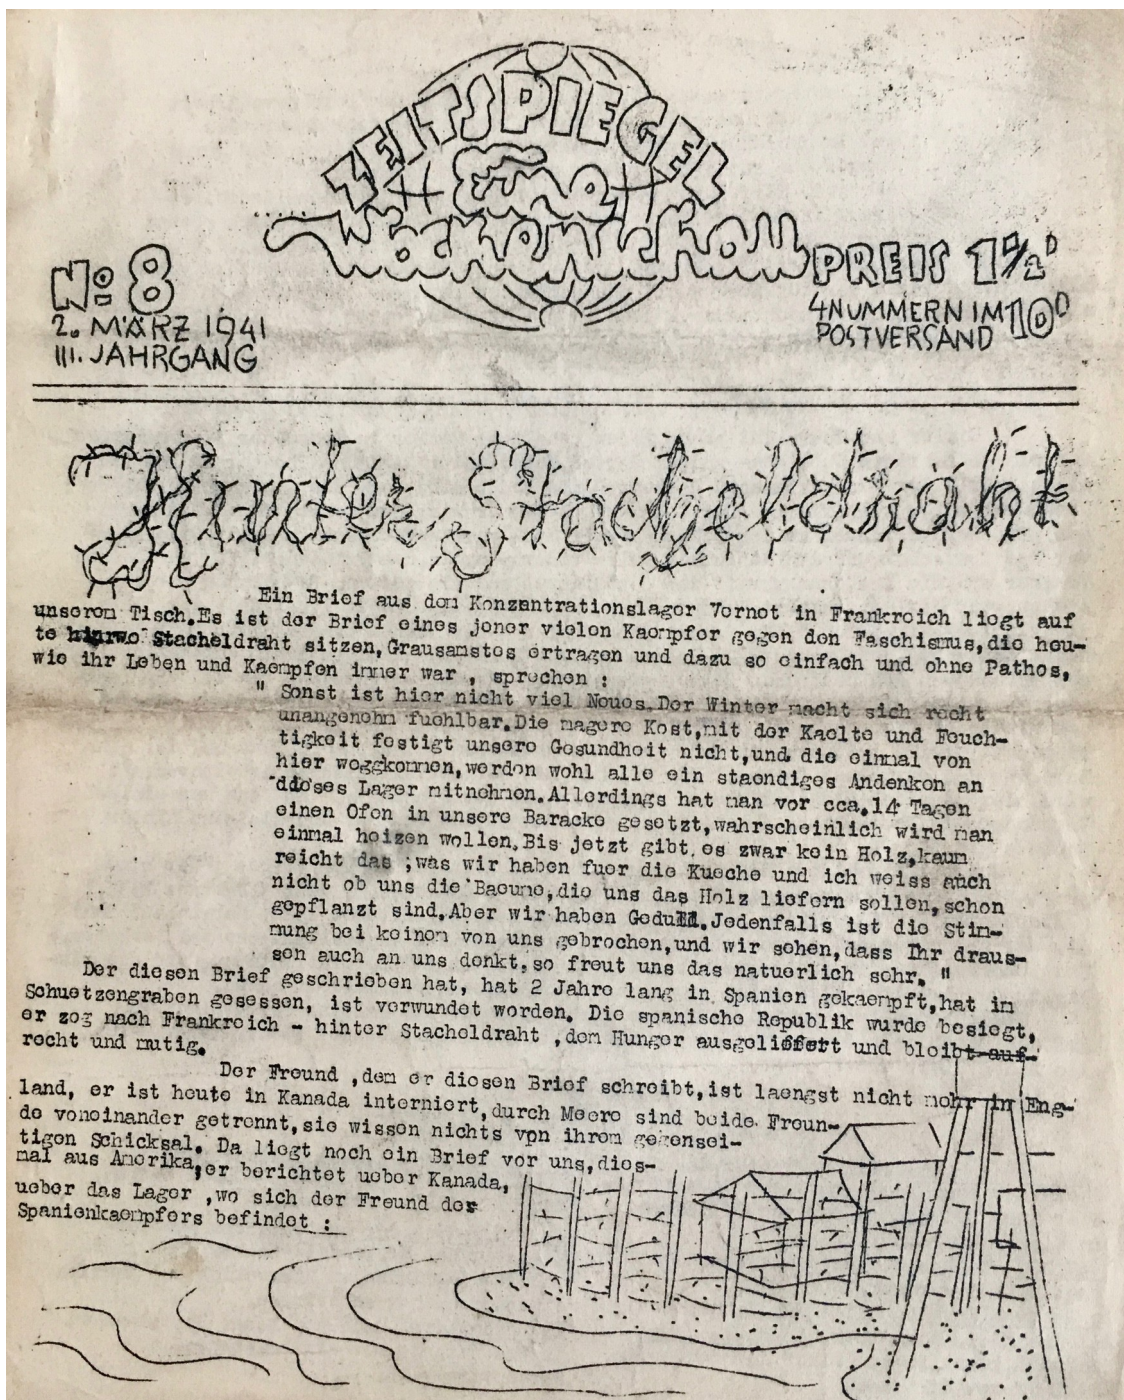 ZEITSPIEGEL
Eine
Wochenschau
No 8
2. MÄRZ 1941
III. JAHRGANG
PREIS 1 1/2 D
4 NUMMERN IM
POSTVERSAND 10 D
Hinter Stacheldraht
Ein Brief aus dem Konzentrationslager Vernet in Frankreich liegt auf
unserem Tisch.Es ist der Brief eines jener vielen Kaempfer gegen den Faschismus,die heu-
te Stacheldraht sitzen,Grausamstes ertragen und dazu so einfach und ohne Pathos,
wie ihr Leben und Kaempfen immer war , sprechen :
" Sonst ist hier nicht viel Neues.Der Winter macht sich recht
unangenehm fuehlbar.Die magere Kost,mit der Kaelte und Feuch-
tigkeit festigt unsere Gesundheit nicht,und die einmal von
hier weggkommen,werden wohl alle ein staendiges Andenken an
dieses Lager mitnehmen.Allerdings hat man vor cca.14 Tagen
einen Ofen in unsere Baracke gesetzt,wahrscheinlich wird man
einmal heizen wollen.Bis jetzt gibt es zwar kein Holz,kaum
reicht das ;was wir haben fuer die Kueche und ich weiss auch
nicht ob uns die Baeume,die uns das Holz liefern sollen,schon
gepflanzt sind.Aber wir haben Geduld.Jedenfalls ist die Stim-
mung bei keinem von uns gebrochen,und wir sehen,dass Ihr draus-
sen auch an uns denkt,so freut uns das natuerlich sehr. "
Der diesen Brief geschrieben hat, hat 2 Jahre lang in Spanien gekaempft,hat im
Schuetzengraben gesessen, ist verwundet worden. Die spanische Republik wurde besiegt,
er zog nach Frankreich - hinter Stacheldraht ,dem Hunger ausgeliefert und bleibt auf-
recht und mutig.
Der Freund ,dem er diesen Brief schreibt,ist laengst nicht mehr in Eng-
land, er ist heute in Kanada interniert,durch Meere sind beide Freun-
de voneinander getrennt,sie wissen nichts von ihrem gegensei-
tigen Schicksal. Da liegt noch ein Brief vor uns,dies-
mal aus Amerika,er berichtet ueber Kanada,
ueber das Lager ,wo sich der Freund des
Spanienkaempfers befindet :